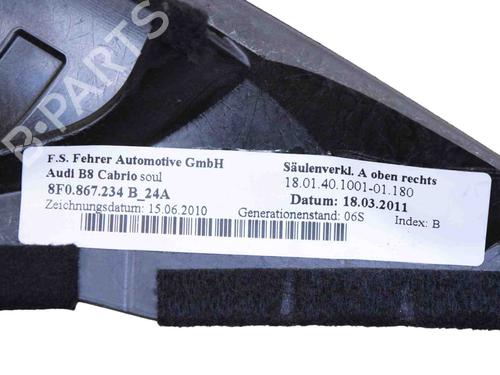 B-PARTS
F.S. Fehrer Automotive GmbH
Audi B8 Cabrio soul
8F0.867.234 B_24A
Zeichnungsdatum: 15.06.2010
Säulenverkl. A oben rechts
18.01.40.1001-01.180
Datum: 18.03.2011
Generationenstand: 06S
Index: B